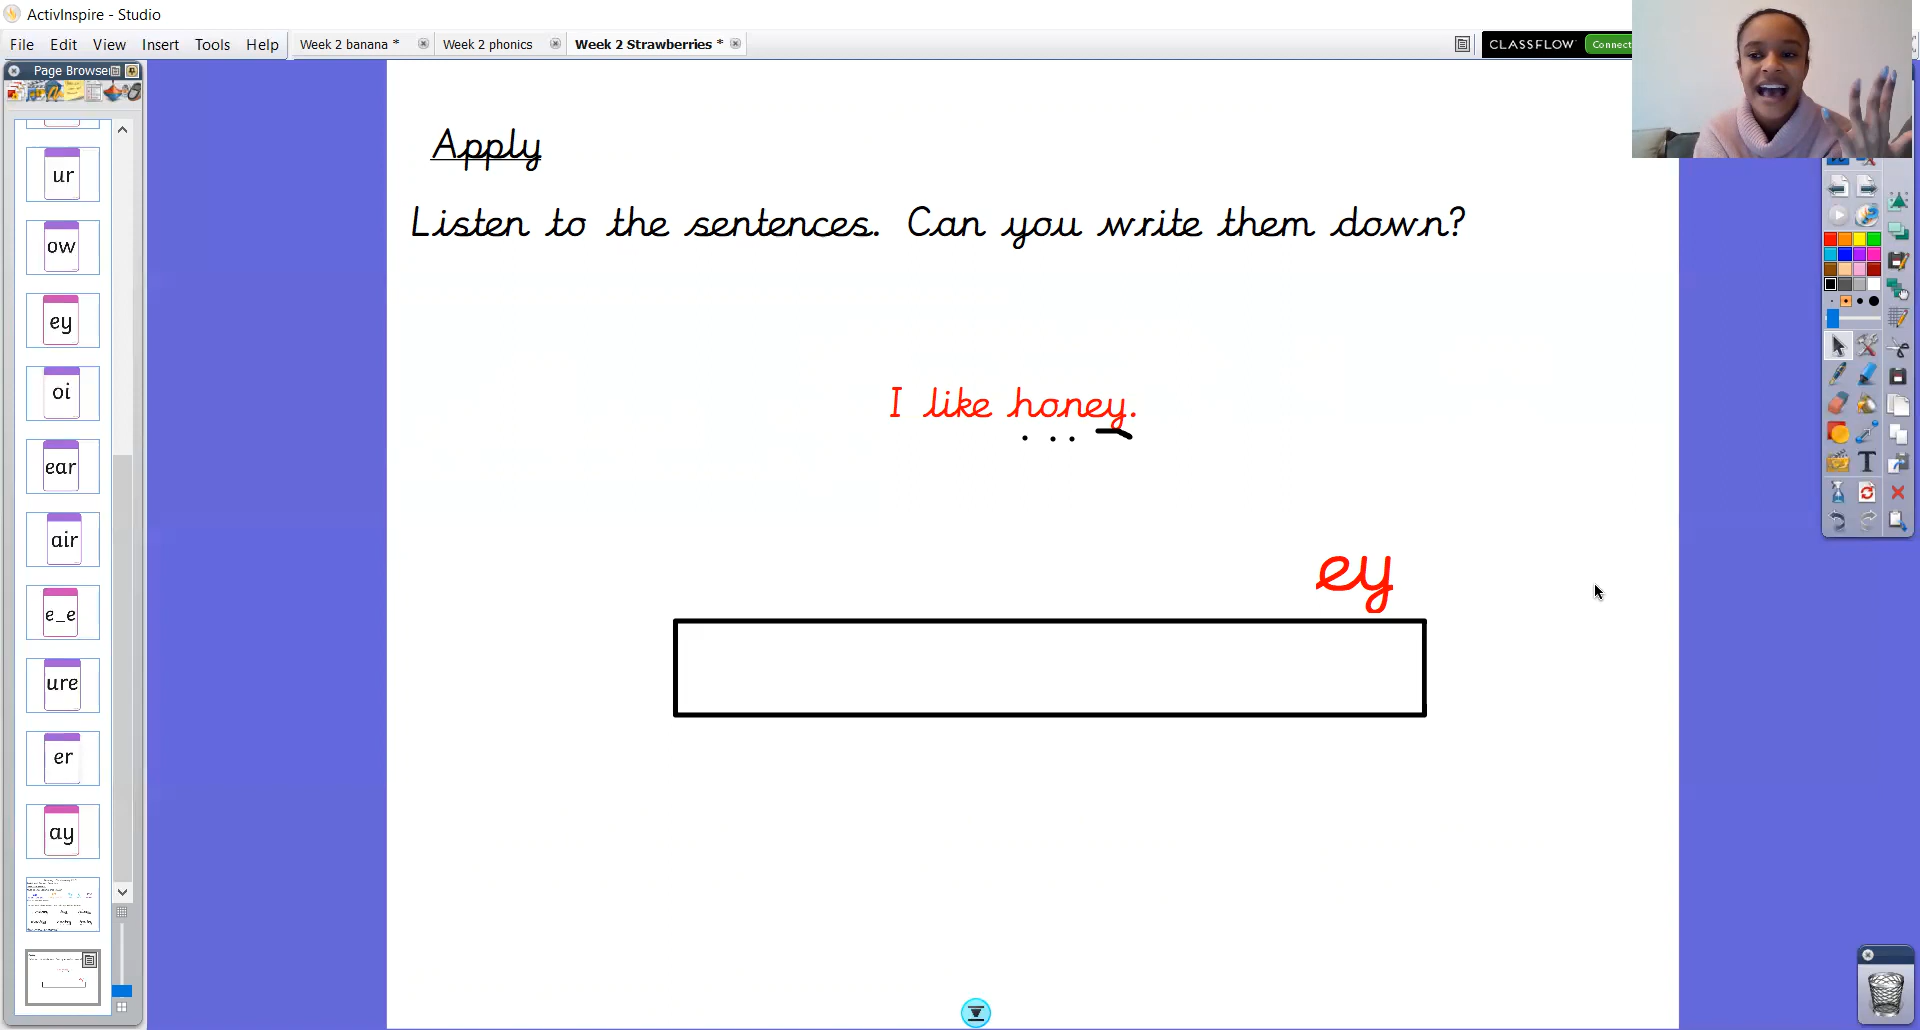 ActivInspire - Studio
File Edit View Insert Tools Help
Week 2 banana * Week 2 phonics Week 2 Strawberries *
CLASSFLOW Connect
Page Browser
ur
ow
ey
oi
ear
air
e_e
ure
er
ay
Apply
Listen to the sentences. Can you write them down?
I like honey.
ey
T